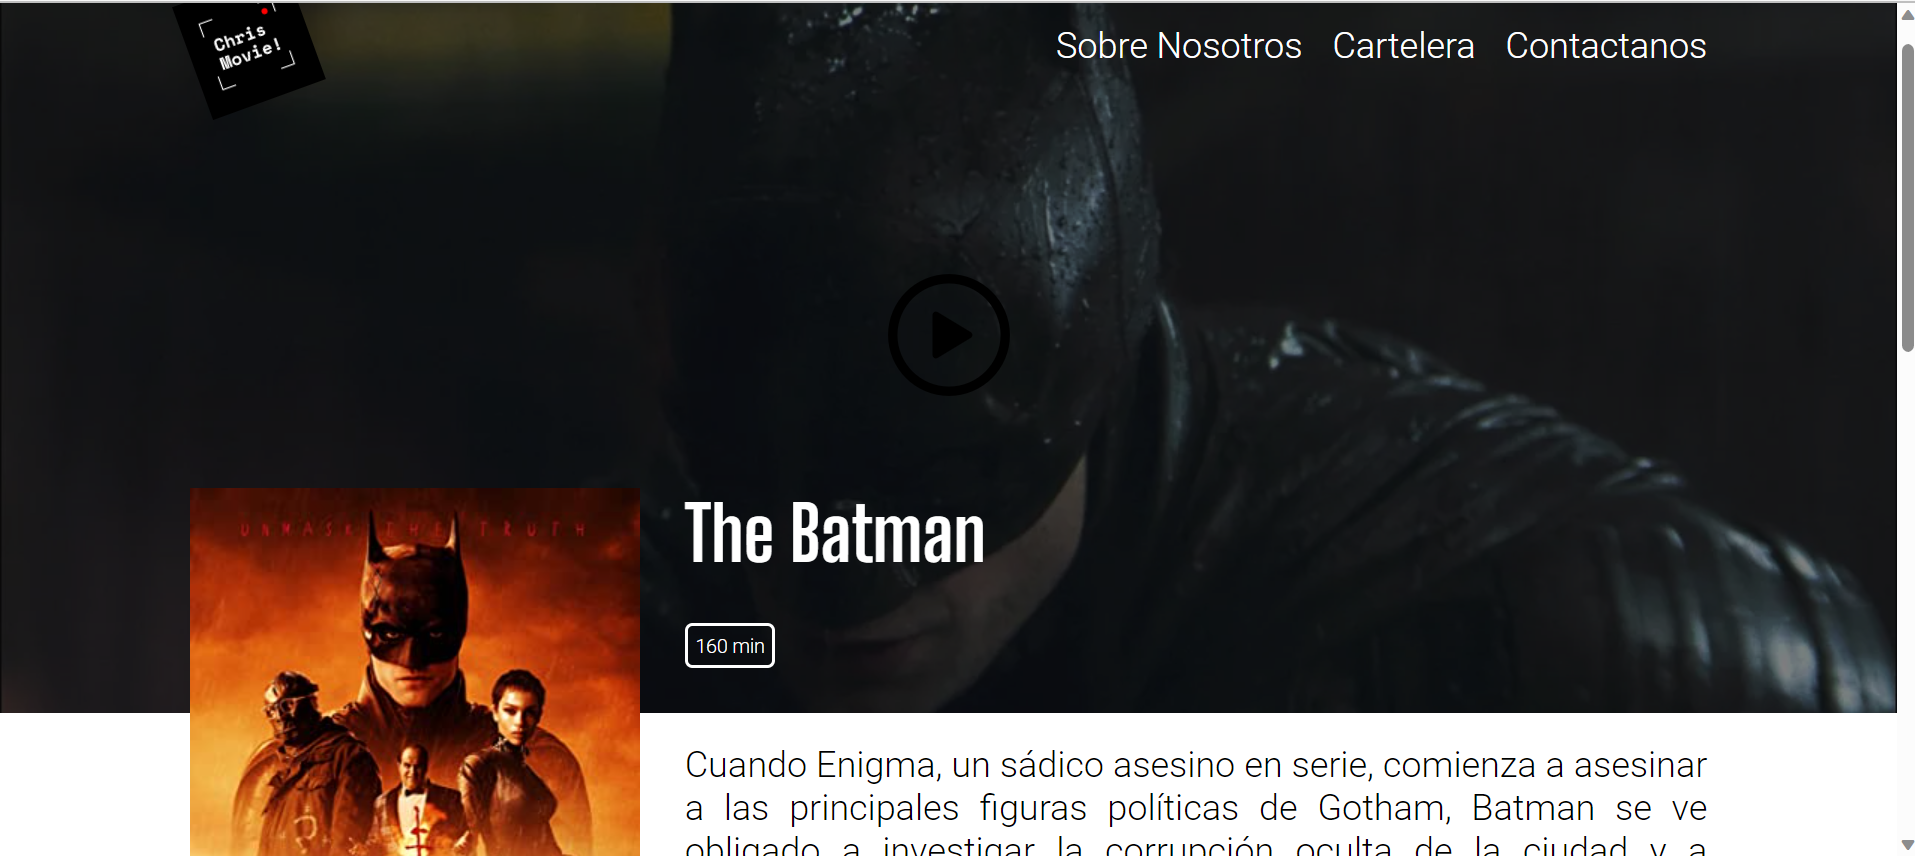 Chris
Movie!
Sobre Nosotros Cartelera Contactanos
UNMASK THE TRUTH
The Batman
160 min
Cuando Enigma, un sádico asesino en serie, comienza a asesinar
a las principales figuras políticas de Gotham, Batman se ve
obligado a investigar la corrupción oculta de la ciudad y a